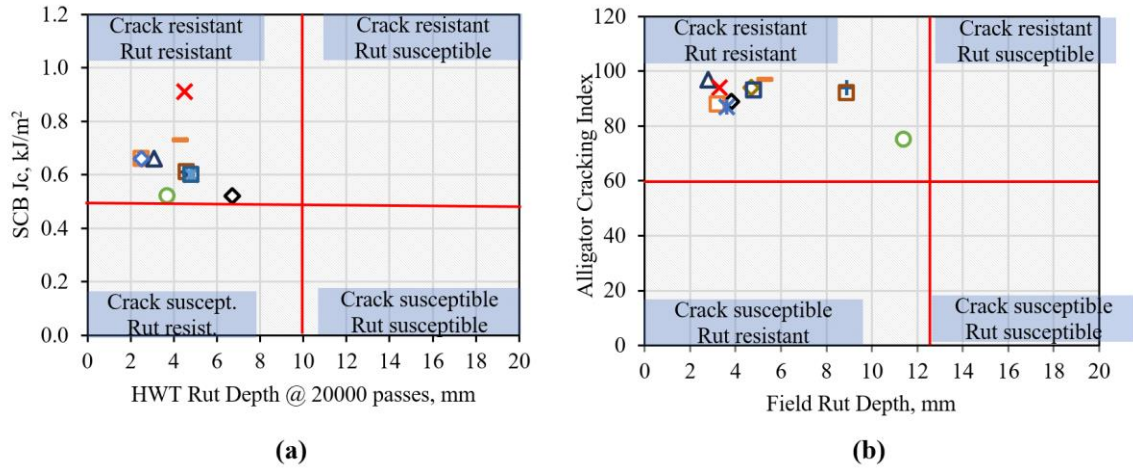 Crack resistant
Rut resistant
Crack resistant
Rut susceptible
1.2
1.0
0.8
0.6
0.4
0.2
0.0
SCB Jc, kJ/m²
Crack suscept.
Rut resist.
Crack susceptible
Rut susceptible
0 2 4 6 8 10 12 14 16 18 20
HWT Rut Depth @ 20000 passes, mm
(a)
Crack resistant
Rut resistant
Crack resistant
Rut susceptible
120
100
80
60
40
20
0
Alligator Cracking Index
Crack susceptible
Rut resistant
Crack susceptible
Rut susceptible
0 2 4 6 8 10 12 14 16 18 20
Field Rut Depth, mm
(b)